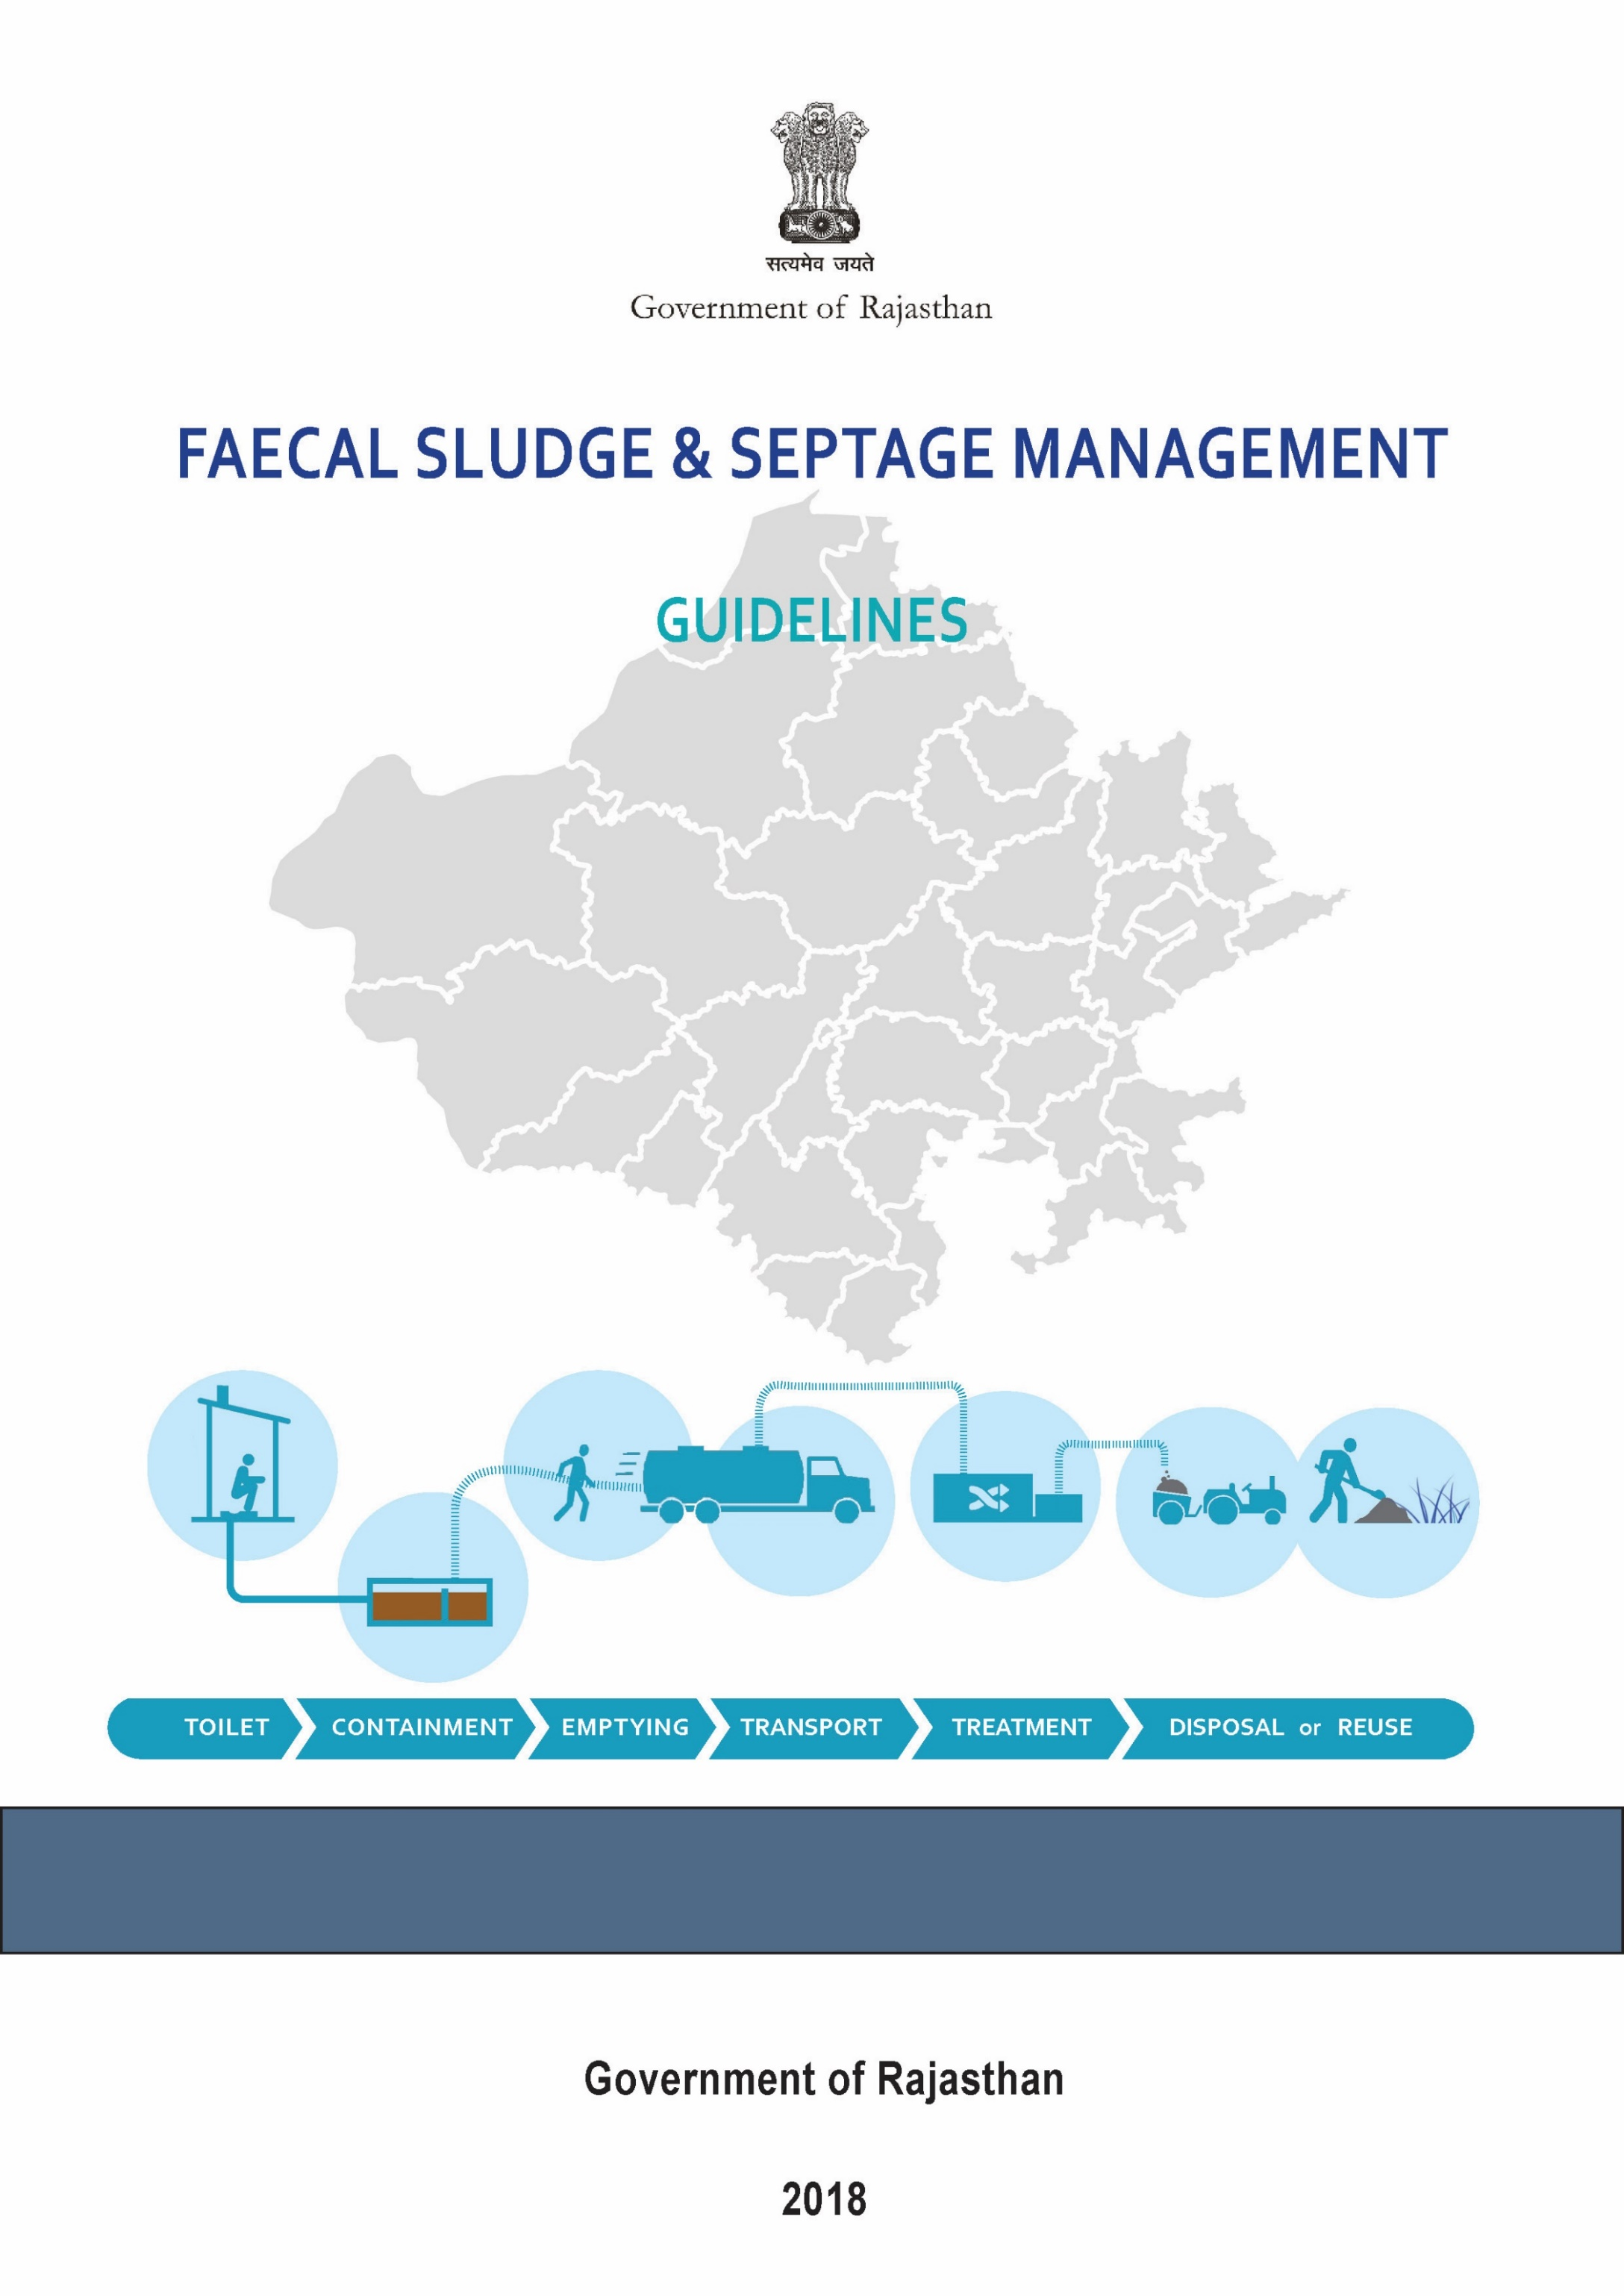 सत्यमेव जयते
Government of Rajasthan
FAECAL SLUDGE & SEPTAGE MANAGEMENT
GUIDELINES
TOILET CONTAINMENT EMPTYING TRANSPORT TREATMENT DISPOSAL or REUSE
Government of Rajasthan
2018